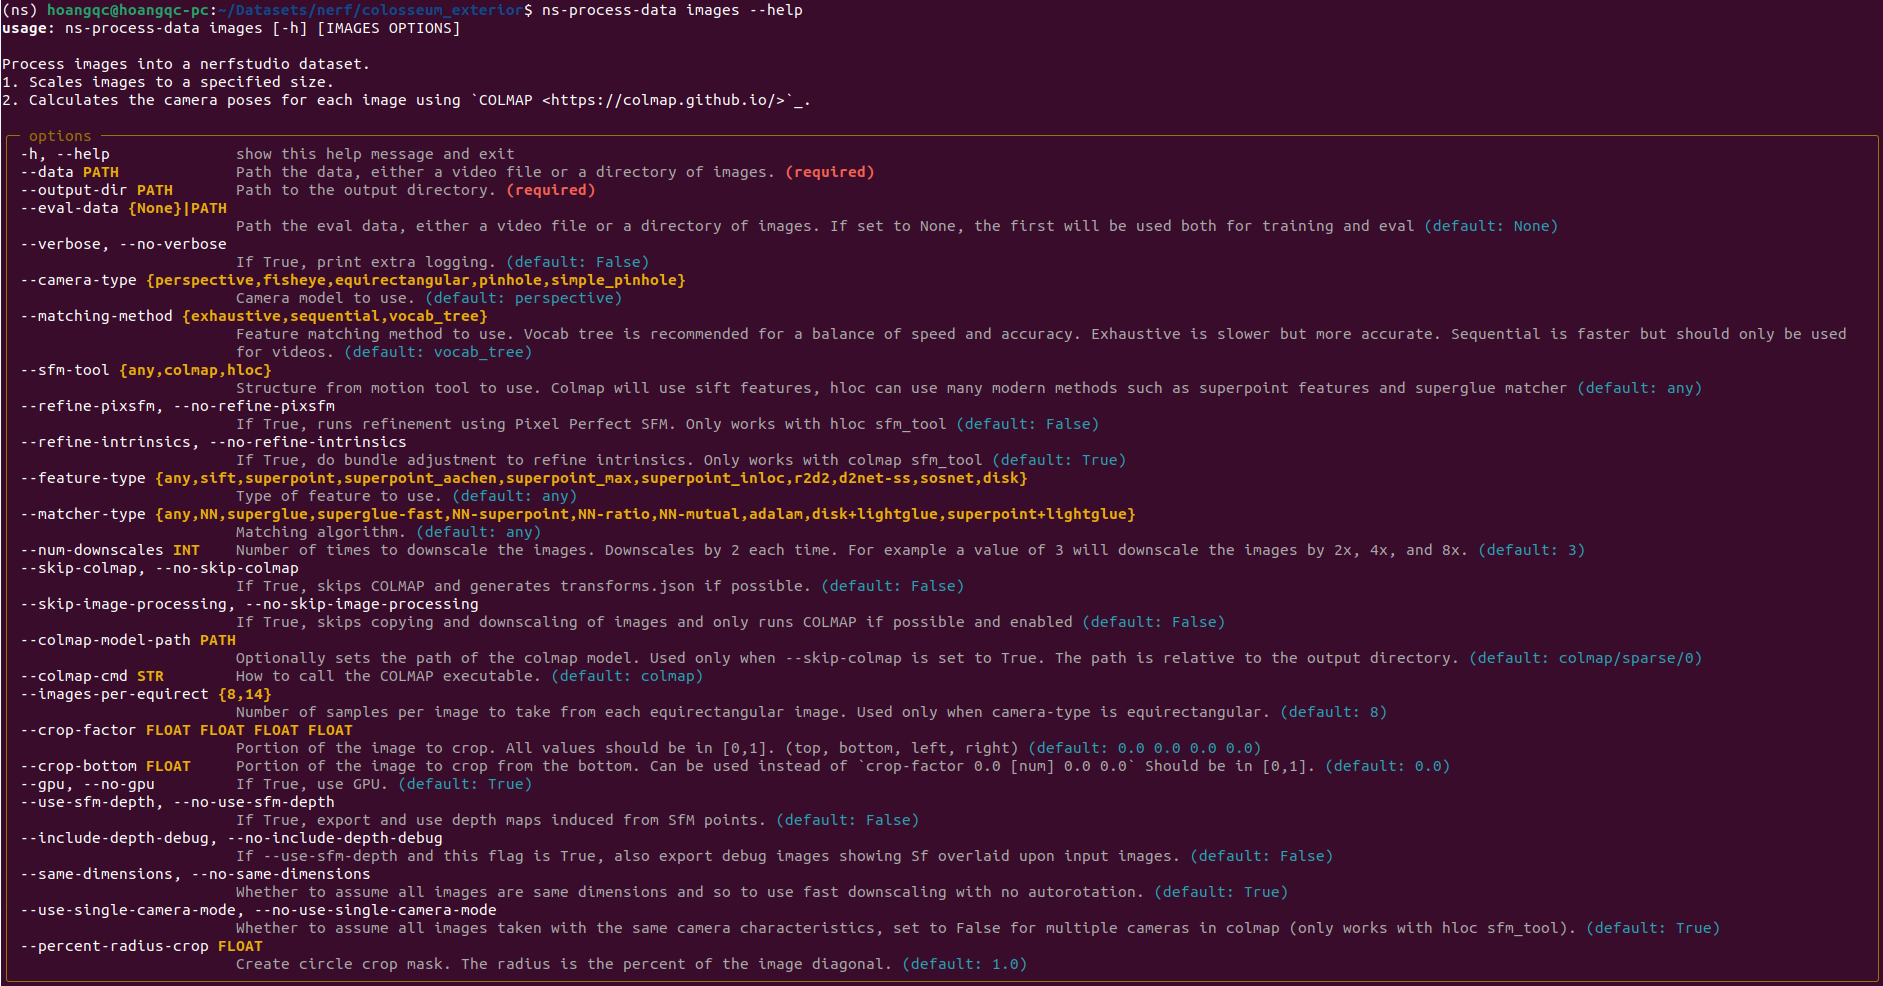 (ns) hoangqc@hoangqc-pc:~/Datasets/nerf/colosseum_exterior$ ns-process-data images --help
usage: ns-process-data images [-h] [IMAGES OPTIONS]
Process images into a nerfstudio dataset.
1. Scales images to a specified size.
2. Calculates the camera poses for each image using `COLMAP <https://colmap.github.io/>`_.
options
-h, --help show this help message and exit
--data PATH Path the data, either a video file or a directory of images. (required)
--output-dir PATH Path to the output directory. (required)
--eval-data {None}|PATH
Path the eval data, either a video file or a directory of images. If set to None, the first will be used both for training and eval (default: None)
--verbose, --no-verbose
If True, print extra logging. (default: False)
--camera-type {perspective,fisheye,equirectangular,pinhole,simple_pinhole}
Camera model to use. (default: perspective)
--matching-method {exhaustive,sequential,vocab_tree}
Feature matching method to use. Vocab tree is recommended for a balance of speed and accuracy. Exhaustive is slower but more accurate. Sequential is faster but should only be used
for videos. (default: vocab_tree)
--sfm-tool {any,colmap,hloc}
Structure from motion tool to use. Colmap will use sift features, hloc can use many modern methods such as superpoint features and superglue matcher (default: any)
--refine-pixsfm, --no-refine-pixsfm
If True, runs refinement using Pixel Perfect SFM. Only works with hloc sfm_tool (default: False)
--refine-intrinsics, --no-refine-intrinsics
If True, do bundle adjustment to refine intrinsics. Only works with colmap sfm_tool (default: True)
--feature-type {any,sift,superpoint,superpoint_aachen,superpoint_max,superpoint_inloc,r2d2,d2net-ss,sosnet,disk}
Type of feature to use. (default: any)
--matcher-type {any,NN,superglue,superglue-fast,NN-superpoint,NN-ratio,NN-mutual,adalam,disk+lightglue,superpoint+lightglue}
Matching algorithm. (default: any)
--num-downscales INT Number of times to downscale the images. Downscales by 2 each time. For example a value of 3 will downscale the images by 2x, 4x, and 8x. (default: 3)
--skip-colmap, --no-skip-colmap
If True, skips COLMAP and generates transforms.json if possible. (default: False)
--skip-image-processing, --no-skip-image-processing
If True, skips copying and downscaling of images and only runs COLMAP if possible and enabled (default: False)
--colmap-model-path PATH
Optionally sets the path of the colmap model. Used only when --skip-colmap is set to True. The path is relative to the output directory. (default: colmap/sparse/0)
--colmap-cmd STR How to call the COLMAP executable. (default: colmap)
--images-per-equirect {8,14}
Number of samples per image to take from each equirectangular image. Used only when camera-type is equirectangular. (default: 8)
--crop-factor FLOAT FLOAT FLOAT FLOAT
Portion of the image to crop. All values should be in [0,1]. (top, bottom, left, right) (default: 0.0 0.0 0.0 0.0)
--crop-bottom FLOAT Portion of the image to crop from the bottom. Can be used instead of `crop-factor 0.0 [num] 0.0 0.0` Should be in [0,1]. (default: 0.0)
--gpu, --no-gpu If True, use GPU. (default: True)
--use-sfm-depth, --no-use-sfm-depth
If True, export and use depth maps induced from SfM points. (default: False)
--include-depth-debug, --no-include-depth-debug
If --use-sfm-depth and this flag is True, also export debug images showing Sf overlaid upon input images. (default: False)
--same-dimensions, --no-same-dimensions
Whether to assume all images are same dimensions and so to use fast downscaling with no autorotation. (default: True)
--use-single-camera-mode, --no-use-single-camera-mode
Whether to assume all images taken with the same camera characteristics, set to False for multiple cameras in colmap (only works with hloc sfm_tool). (default: True)
--percent-radius-crop FLOAT
Create circle crop mask. The radius is the percent of the image diagonal. (default: 1.0)